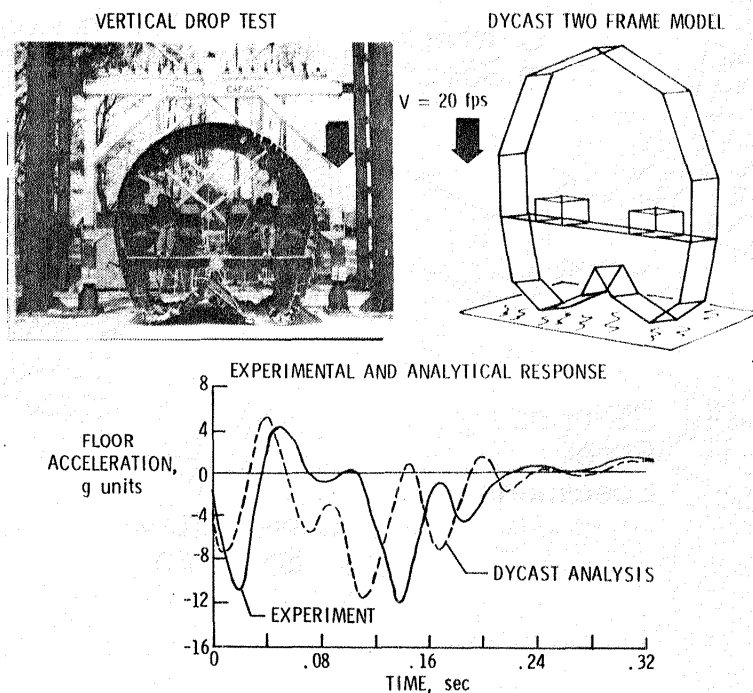 VERTICAL DROP TEST
DYCAST TWO FRAME MODEL
V = 20 fps
EXPERIMENTAL AND ANALYTICAL RESPONSE
FLOOR
ACCELERATION,
g units
8
4
0
-4
-8
-12
-16
DYCAST ANALYSIS
EXPERIMENT
0
.08
.16
.24
0.32
TIME, sec